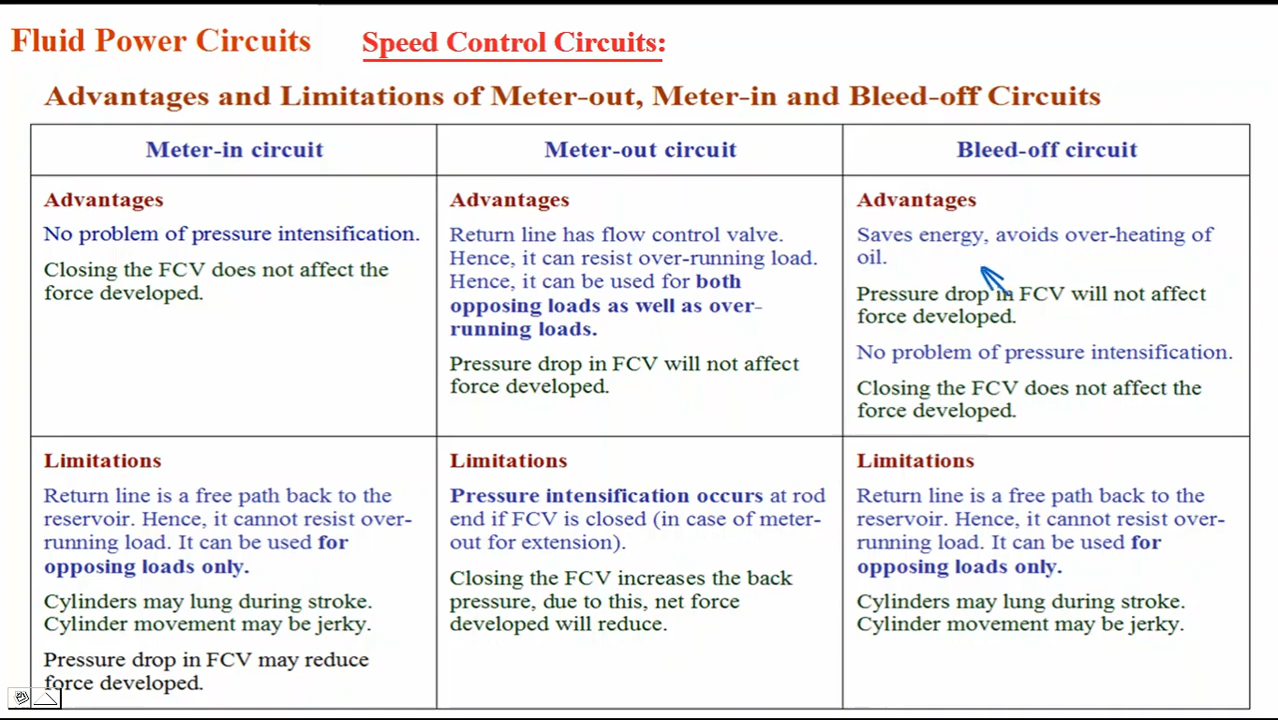 Fluid Power Circuits Speed Control Circuits:
Advantages and Limitations of Meter-out, Meter-in and Bleed-off Circuits
Meter-in circuit
Meter-out circuit
Bleed-off circuit
Advantages
No problem of pressure intensification.
Closing the FCV does not affect the
force developed.
Advantages
Return line has flow control valve.
Hence, it can resist over-running load.
Hence, it can be used for both
opposing loads as well as over-
running loads.
Pressure drop in FCV will not affect
force developed.
Advantages
Saves energy, avoids over-heating of
oil.
Pressure drop in FCV will not affect
force developed.
No problem of pressure intensification.
Closing the FCV does not affect the
force developed.
Limitations
Return line is a free path back to the
reservoir. Hence, it cannot resist over-
running load. It can be used for
opposing loads only.
Cylinders may lung during stroke.
Cylinder movement may be jerky.
Pressure drop in FCV may reduce
force developed.
Limitations
Pressure intensification occurs at rod
end if FCV is closed (in case of meter-
out for extension).
Closing the FCV increases the back
pressure, due to this, net force
developed will reduce.
Limitations
Return line is a free path back to the
reservoir. Hence, it cannot resist over-
running load. It can be used for
opposing loads only.
Cylinders may lung during stroke.
Cylinder movement may be jerky.